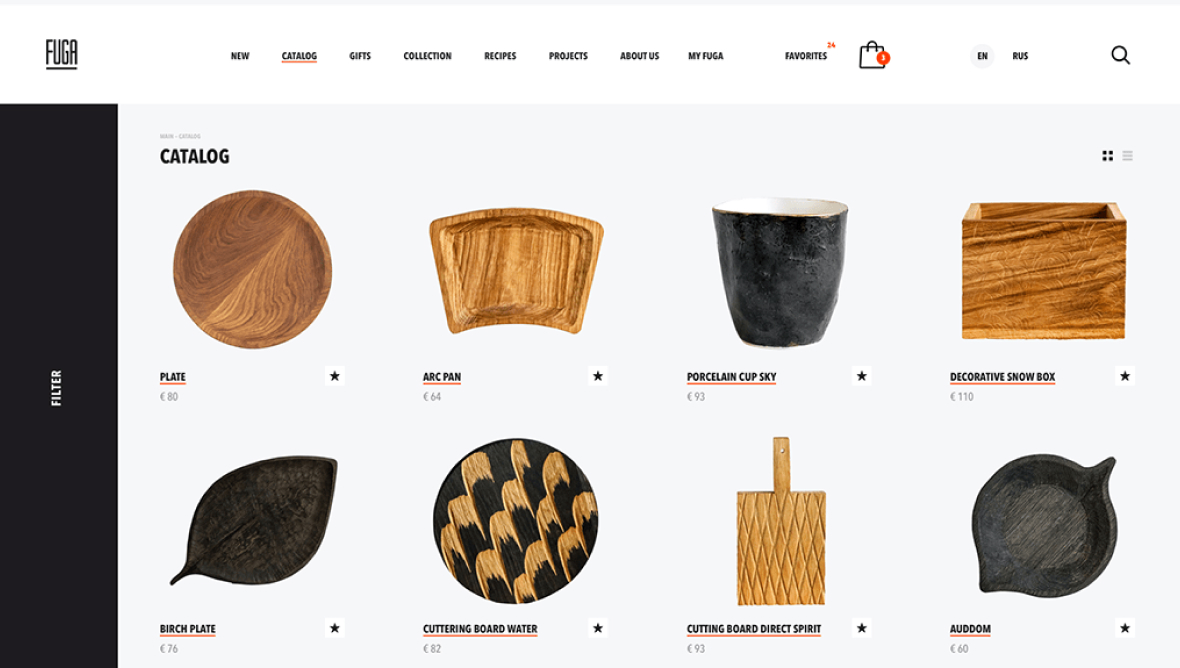 FUGA
NEW CATALOG GIFTS COLLECTION RECIPES PROJECTS ABOUT US MY FUGA FAVORITES 24 3 EN RUS
MAIN - CATALOG
CATALOG
FILTER
PLATE
€ 80
ARC PAN
€ 64
PORCELAIN CUP SKY
€ 93
DECORATIVE SNOW BOX
€ 110
BIRCH PLATE
€ 76
CUTTERING BOARD WATER
€ 82
CUTTING BOARD DIRECT SPIRIT
€ 93
AUDDOM
€ 60